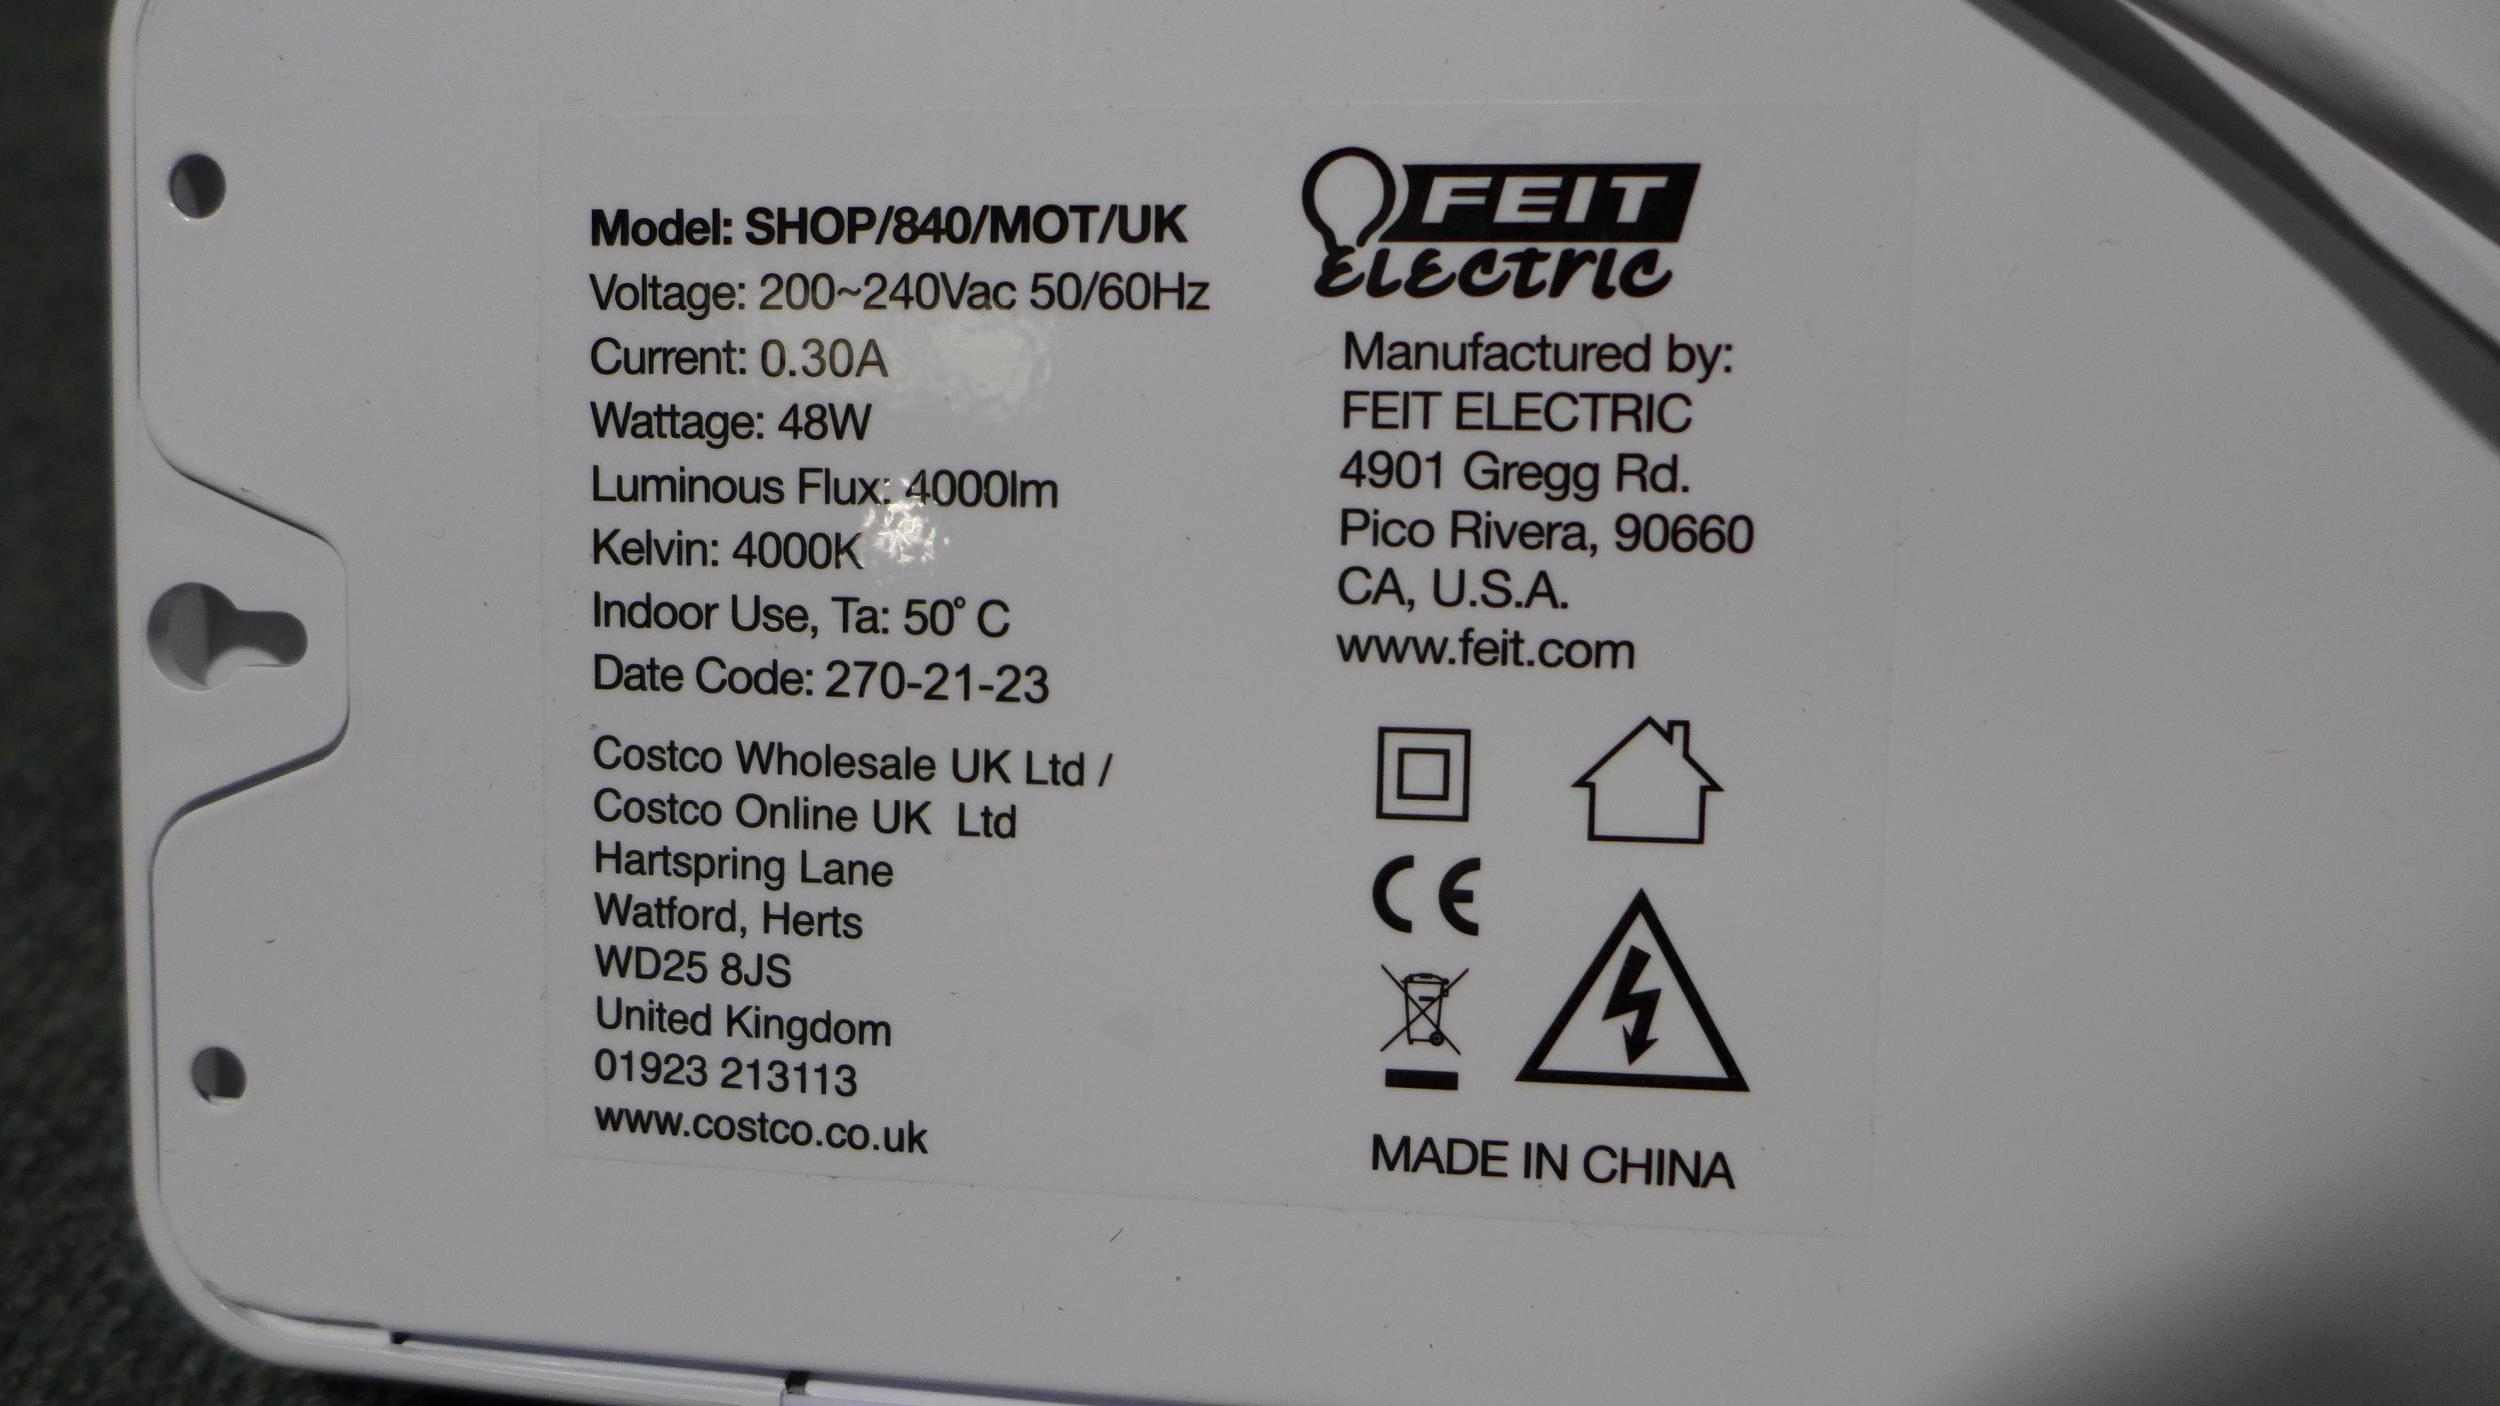 Model: SHOP/840/MOT/UK
Voltage: 200~240Vac 50/60Hz
Current: 0.30A
Wattage: 48W
Luminous Flux: 4000lm
Kelvin: 4000K
Indoor Use, Ta: 50° C
Date Code: 270-21-23
Costco Wholesale UK Ltd /
Costco Online UK Ltd
Hartspring Lane
Watford, Herts
WD25 8JS
United Kingdom
01923 213113
www.costco.co.uk
FEIT
ELECTRIC
Manufactured by:
FEIT ELECTRIC
4901 Gregg Rd.
Pico Rivera, 90660
CA, U.S.A.
www.feit.com
CE
MADE IN CHINA